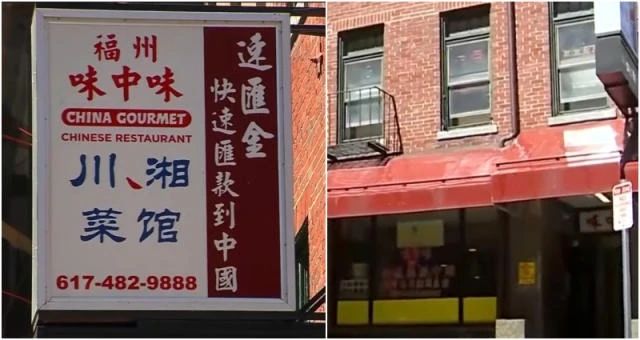 福州
味中味
CHINA GOURMET
CHINESE RESTAURANT
川、湘
菜馆
617-482-9888
速匯金
快速匯款到中國